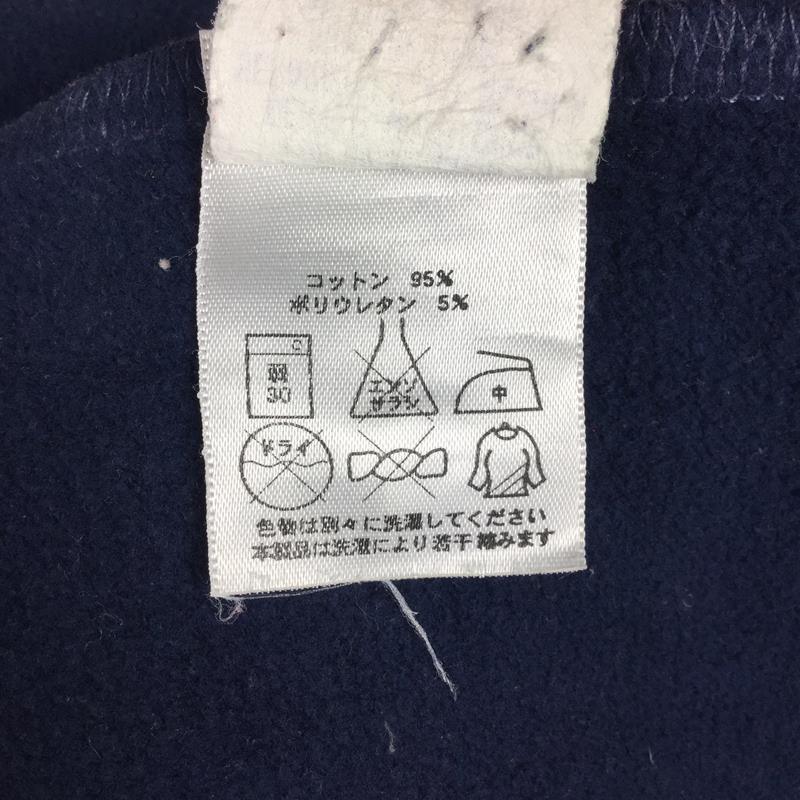 コットン 95%
ポリウレタン 5%
弱
30
エンソ
サラシ
中
ドライ
色物は別々に洗濯してください
本製品は洗濯により若干縮みます